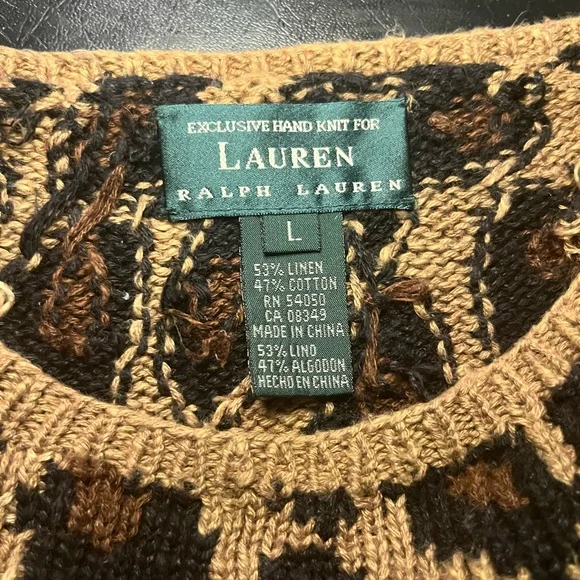 EXCLUSIVE HAND KNIT FOR
LAUREN
RALPH LAUREN
L
53% LINEN
47% COTTON
RN 54050
CA 08349
MADE IN CHINA
53% LINO
47% ALGODON
HECHO EN CHINA